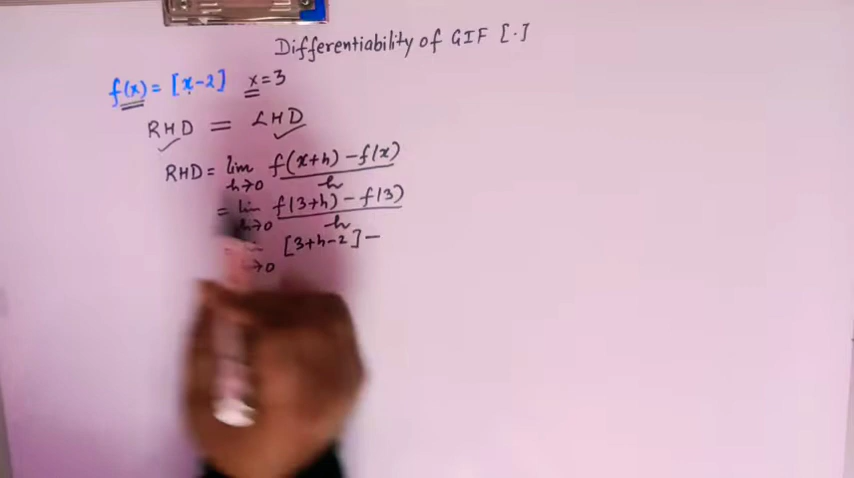 Differentiability of GIF [.]
f(x) = [x-2] x=3
RHD = LHD
RHD = lim f(x+h) - f(x)
h→0 h
= lim f(3+h) - f(3)
h→0 h
[3+h-2] -
→0